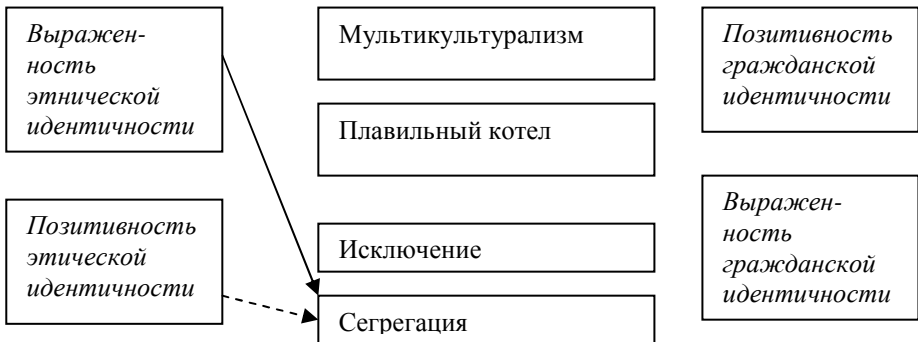 Выражен-
ность
этнической
идентичности
Позитивность
этической
идентичности
Мультикультурализм
Плавильный котел
Исключение
Сегрегация
Позитивность
гражданской
идентичности
Выражен-
ность
гражданской
идентичности